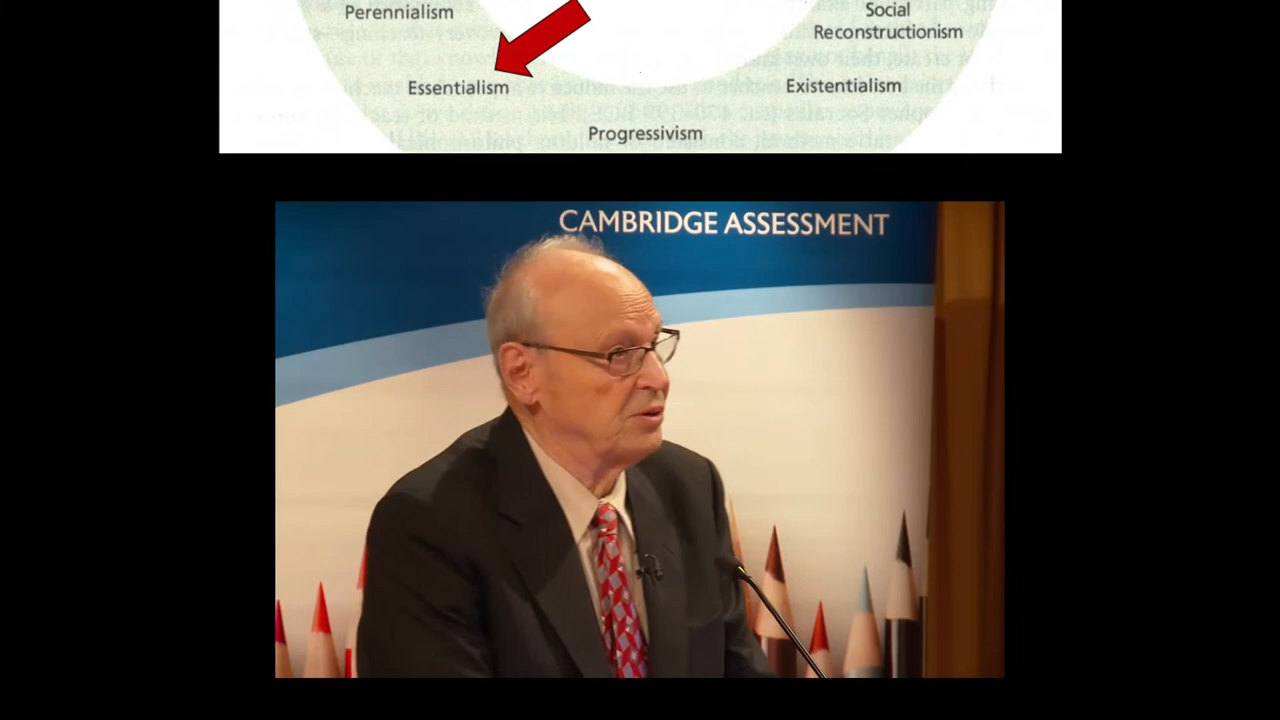 Perennialism
Social
Reconstructionism
Essentialism
Existentialism
Progressivism
CAMBRIDGE ASSESSMENT